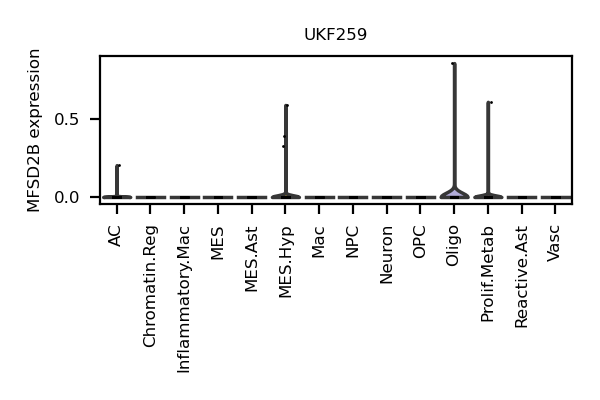 UKF259
MFSD2B expression
0.5
0.0
AC
Chromatin.Reg
Inflammatory.Mac
MES
MES.Ast
MES.Hyp
Mac
NPC
Neuron
OPC
Oligo
Prolif.Metab
Reactive.Ast
Vasc